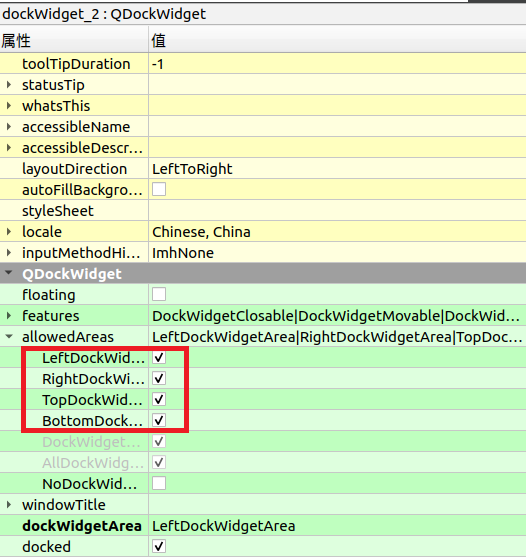 dockWidget_2 : QDockWidget
属性 值
toolTipDuration -1
statusTip
whatsThis
accessibleName
accessibleDescr...
layoutDirection LeftToRight
autoFillBackgro...
styleSheet
locale Chinese, China
inputMethodHi... ImhNone
QDockWidget
floating
features DockWidgetClosable|DockWidgetMovable|DockWid...
allowedAreas LeftDockWidgetArea|RightDockWidgetArea|TopDoc...
LeftDockWid...
RightDockWi...
TopDockWid...
BottomDock...
DockWidget...
AllDockWidg...
NoDockWid...
windowTitle
dockWidgetArea LeftDockWidgetArea
docked